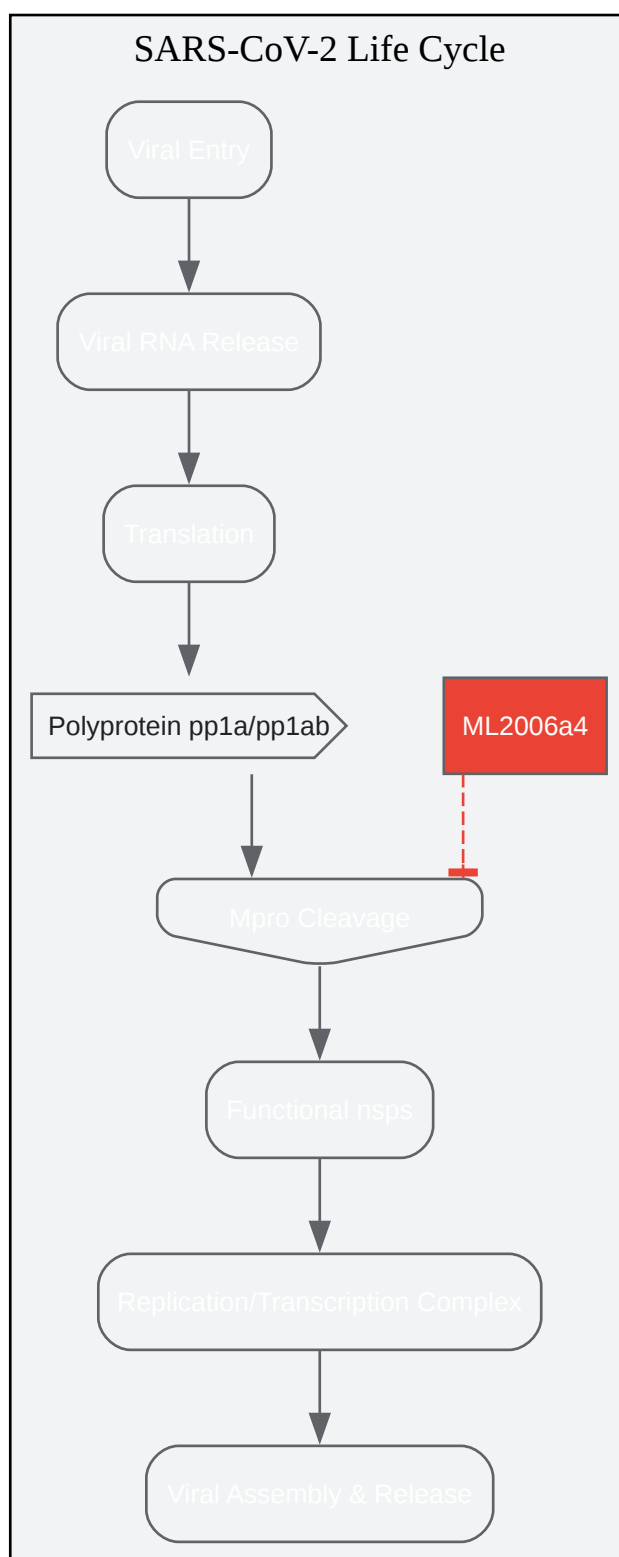 SARS-CoV-2 Life Cycle
Viral Entry
Viral RNA Release
Translation
Polyprotein pp1a/pp1ab
ML2006a4
Mpro Cleavage
Functional nsps
Replication/Transcription Complex
Viral Assembly & Release